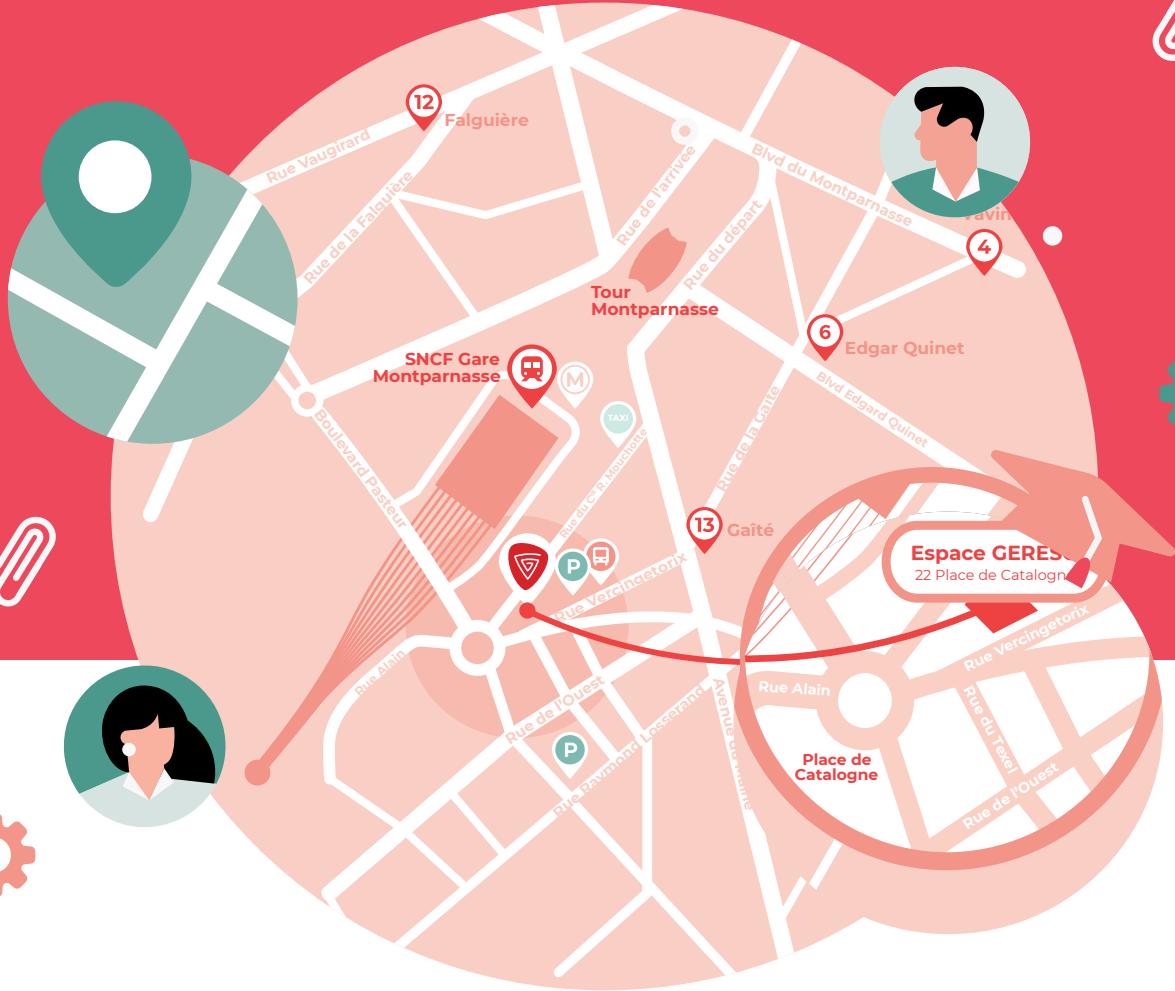 12
Falguière
Rue Vaugirard
Rue de la Falguière
Rue de l'arrivée
Blvd du Montparnasse
Rue du départ
4
Tour
Montparnasse
6
Edgar Quinet
SNCF Gare
Montparnasse
M
TAXI
Blvd Edgard Quinet
Rue de la Gaîté
Boulevard Pasteur
Rue du Cᵗ R. Mouchotte
13
Gaîté
P
Rue Vercingetorix
Rue Alain
Rue de l'Ouest
Rue Raymond Losserand
Avenue du Maine
P
Espace GERESO
22 Place de Catalogn
Rue Vercingetorix
Rue Alain
Rue du Texel
Place de
Catalogne
Rue de l'Ouest